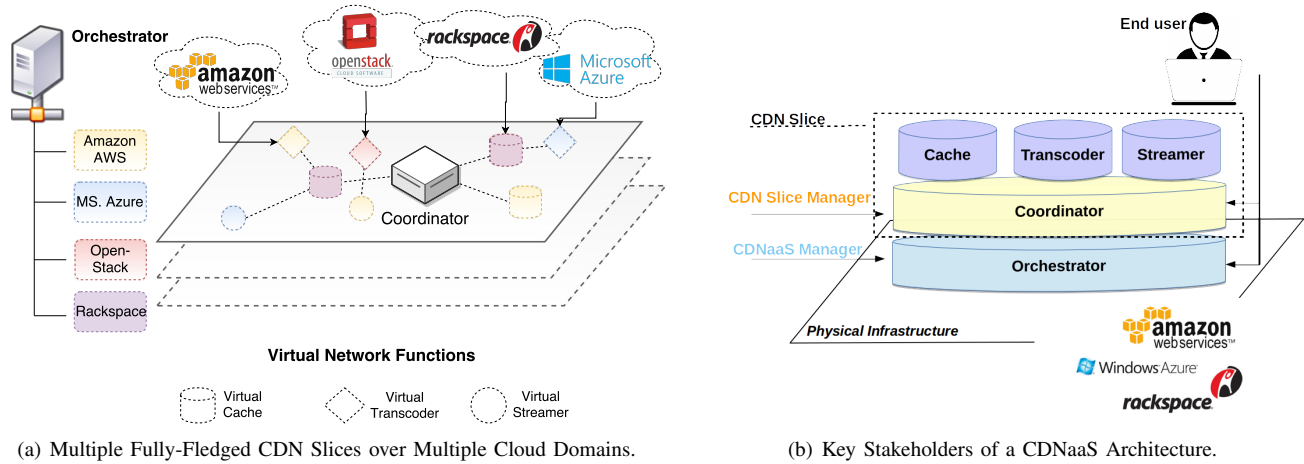 Orchestrator
amazon
webservices™
openstack
CLOUD SOFTWARE
rackspace
Microsoft
Azure
Amazon
AWS
MS. Azure
Open-
Stack
Rackspace
Coordinator
Virtual Network Functions
Virtual
Cache
Virtual
Transcoder
Virtual
Streamer
(a) Multiple Fully-Fledged CDN Slices over Multiple Cloud Domains.
End user
CDN Slice
Cache
Transcoder
Streamer
CDN Slice Manager
Coordinator
CDNaaS Manager
Orchestrator
Physical Infrastructure
amazon
webservices™
Windows Azure
rackspace
(b) Key Stakeholders of a CDNaaS Architecture.